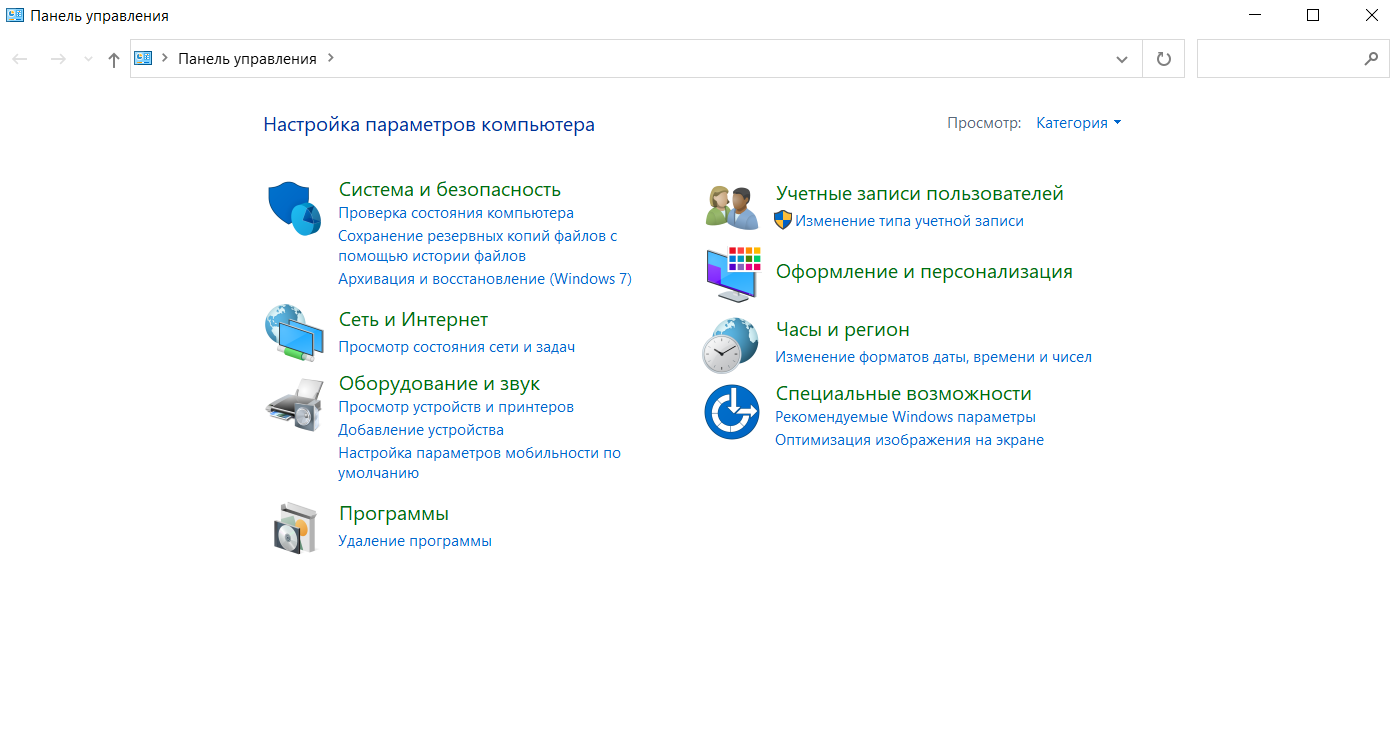 Панель управления
Панель управления
Настройка параметров компьютера
Просмотр: Категория
Система и безопасность
Проверка состояния компьютера
Сохранение резервных копий файлов с
помощью истории файлов
Архивация и восстановление (Windows 7)
Сеть и Интернет
Просмотр состояния сети и задач
Оборудование и звук
Просмотр устройств и принтеров
Добавление устройства
Настройка параметров мобильности по
умолчанию
Программы
Удаление программы
Учетные записи пользователей
Изменение типа учетной записи
Оформление и персонализация
Часы и регион
Изменение форматов даты, времени и чисел
Специальные возможности
Рекомендуемые Windows параметры
Оптимизация изображения на экране